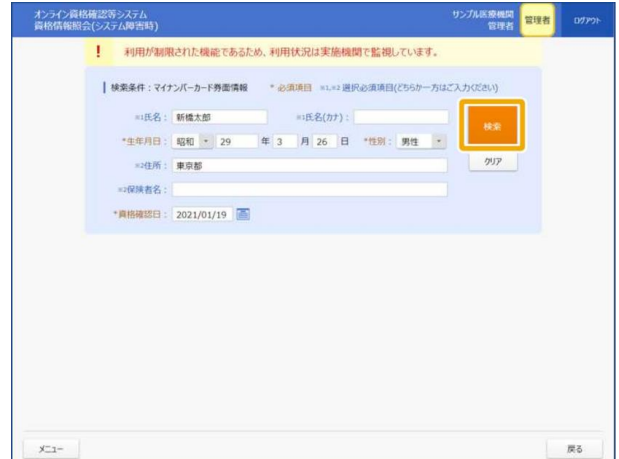 オンライン資格確認等システム
資格情報照会(システム障害時)
サンプル医療機関
管理者
管理者
ログアウト
! 利用が制限された機能であるため、利用状況は実施機関で監視しています。
検索条件：マイナンバーカード券面情報 * 必須項目 ※1,※2 選択必須項目(どちらか一方はご入力ください)
※1氏名： 新橋太郎 ※1氏名(カナ)：
検索
*生年月日： 昭和 29 年 3 月 26 日 *性別： 男性
※2住所： 東京都
クリア
※2保険者名：
*資格確認日： 2021/01/19
メニュー
戻る